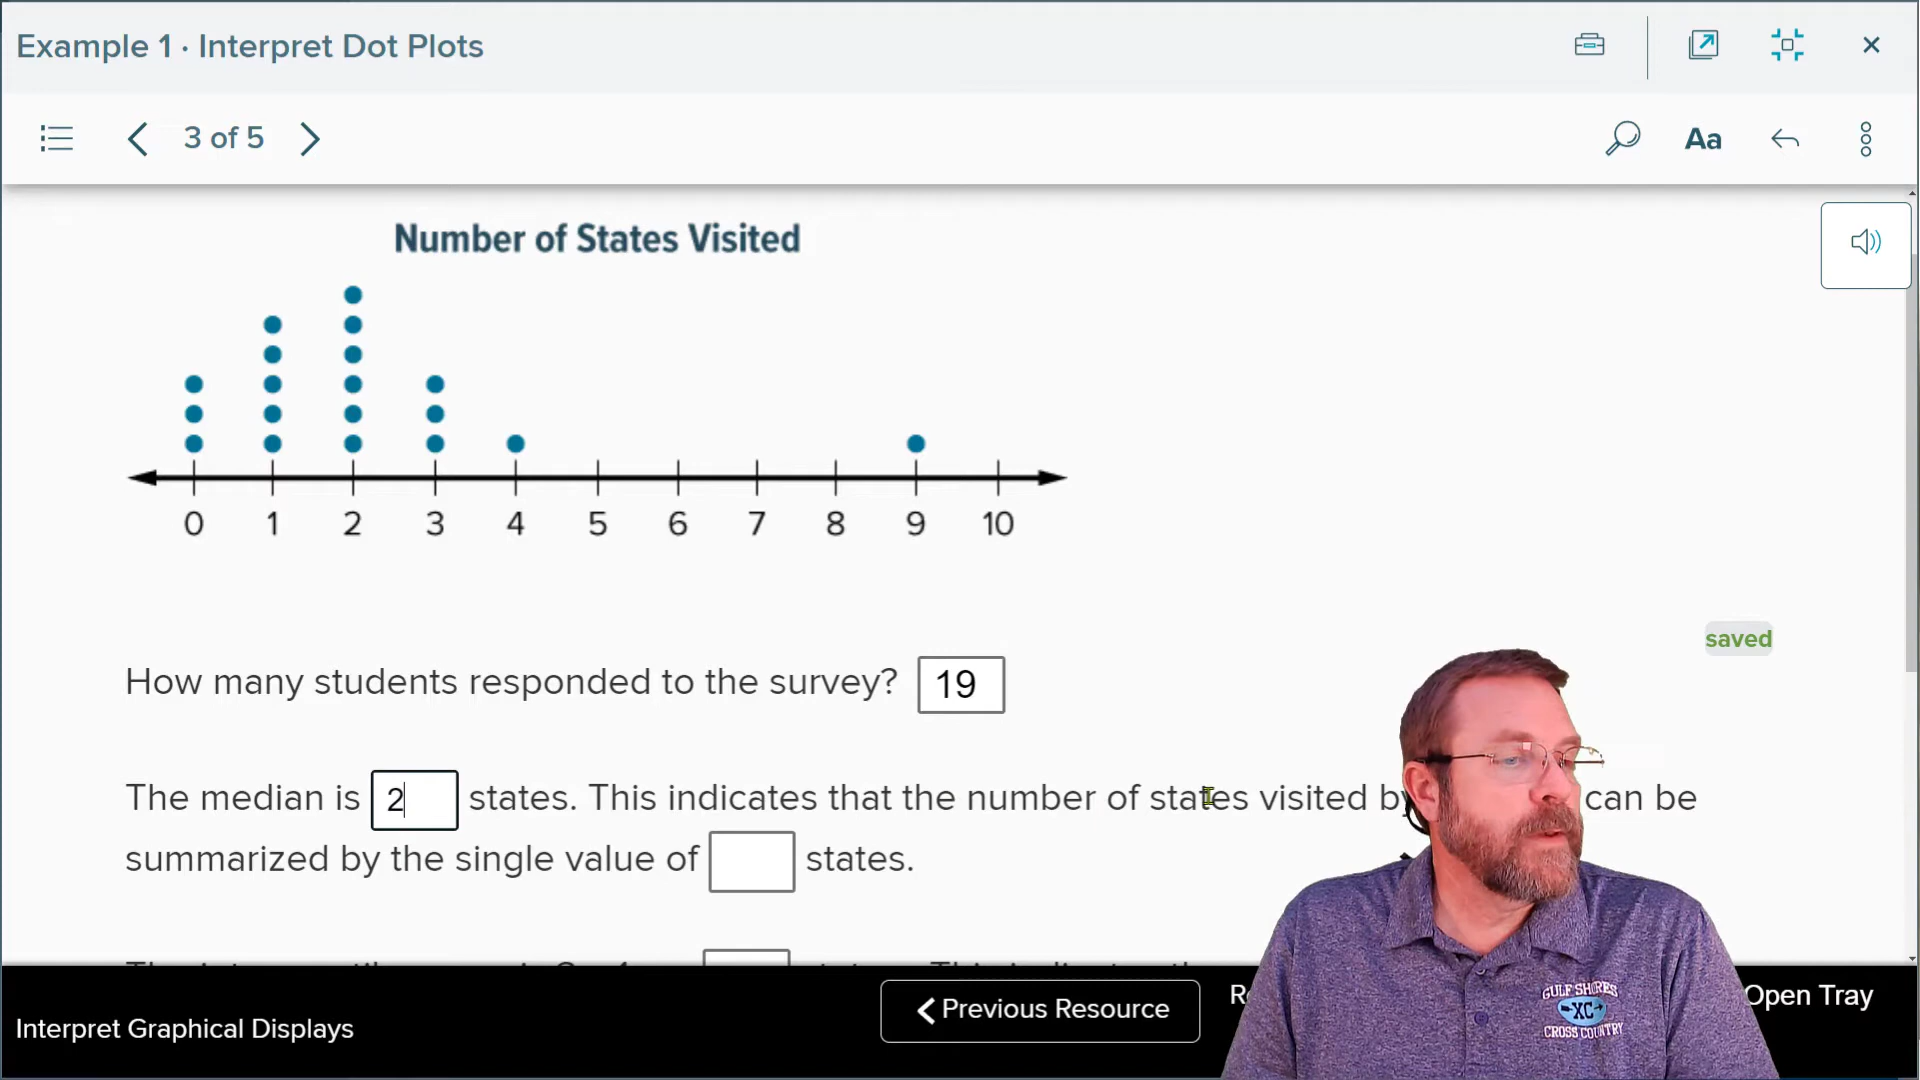 Example 1 · Interpret Dot Plots
3 of 5
Aa
Number of States Visited
0 1 2 3 4 5 6 7 8 9 10
saved
How many students responded to the survey? 19
The median is 2 states. This indicates that the number of states visited by can be
summarized by the single value of states.
Previous Resource
Open Tray
Interpret Graphical Displays
GULF SHORES
XC
CROSS COUNTRY